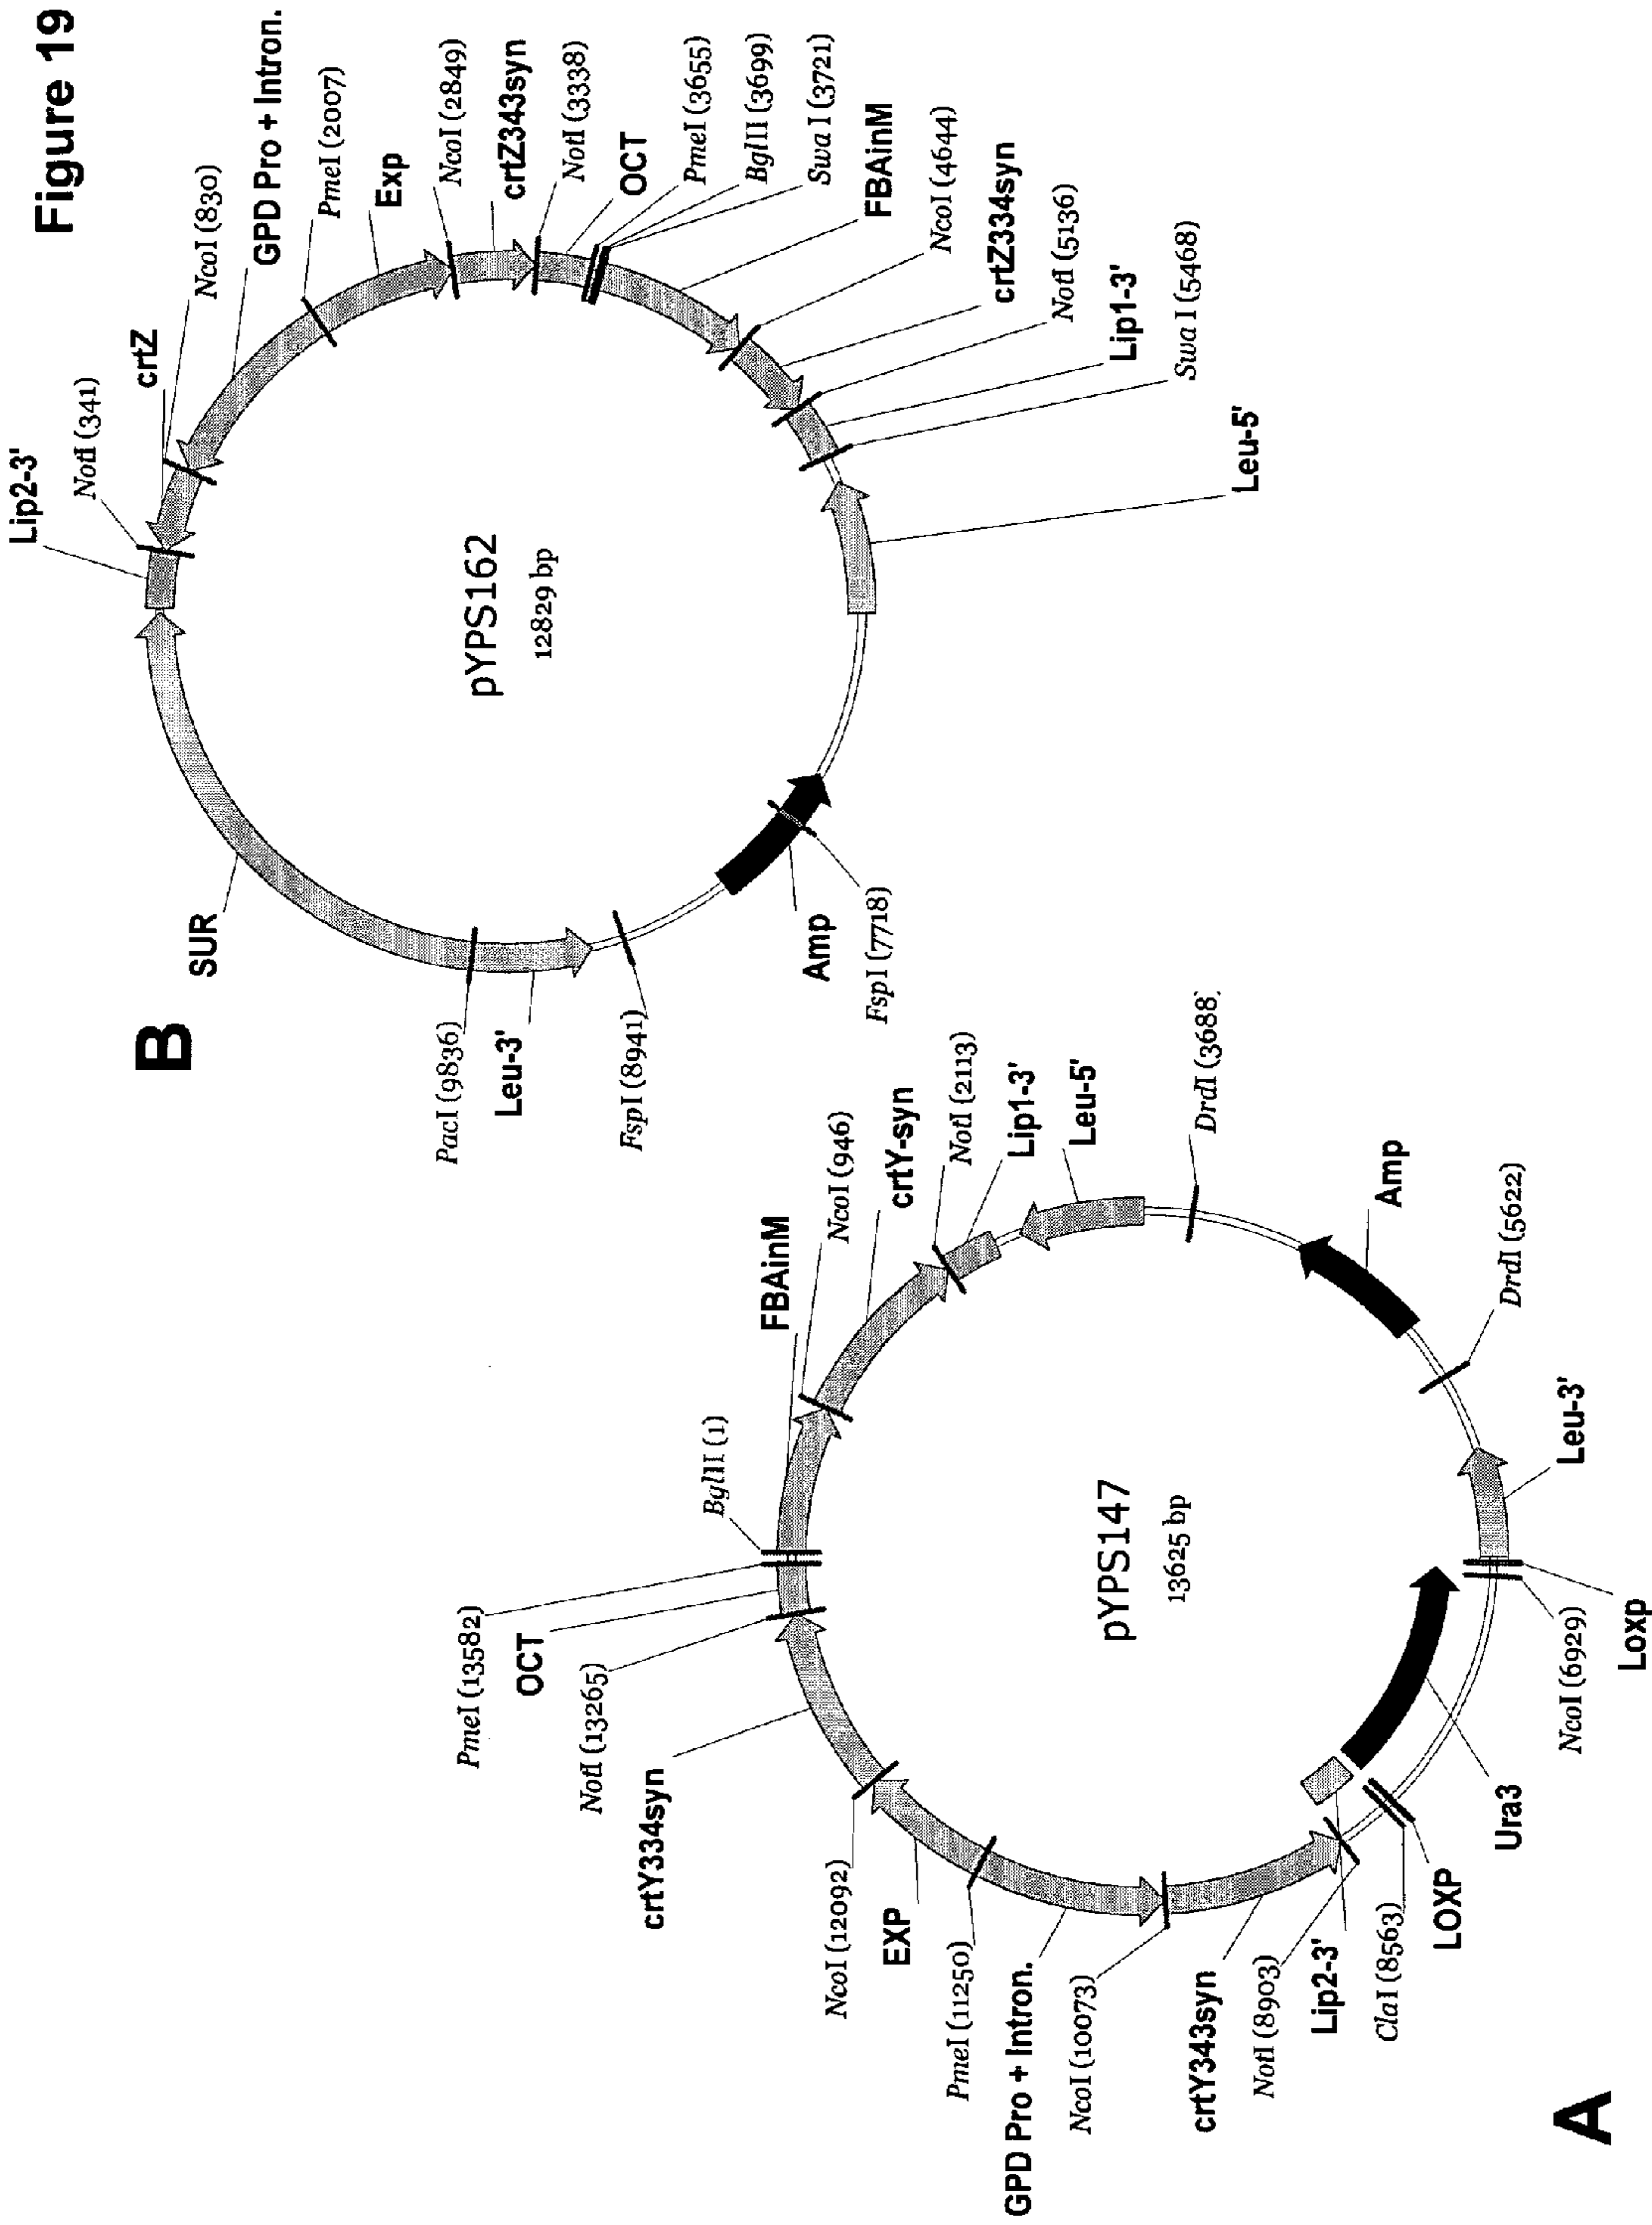 Figure 19
B
Lip2-3'
NotI (341)
crtZ
NcoI (830)
GPD Pro + Intron.
PmeI (2007)
Exp
NcoI (2849)
crtZ343syn
NotI (3338)
OCT
PmeI (3655)
BglII (3699)
Swa I (3721)
FBAinM
NcoI (4644)
crtZ334syn
NotI (5136)
Lip1-3'
Swa I (5468)
Leu-5'
FspI (7718)
Amp
FspI (8941)
Leu-3'
PacI (9836)
SUR
pYPS162
12829 bp
A
PmeI (13582)
OCT
NotI (13265)
crtY334syn
NcoI (12092)
EXP
PmeI (11250)
GPD Pro + Intron.
NcoI (10073)
crtY343syn
NotI (8903)
Lip2-3'
ClaI (8563)
LOXP
Ura3
NcoI (6929)
Loxp
Leu-3'
DrdI (5622)
Amp
DrdI (3688)
Leu-5'
Lip1-3'
NotI (2113)
crtY-syn
NcoI (946)
FBAinM
BglII (1)
pYPS147
13625 bp